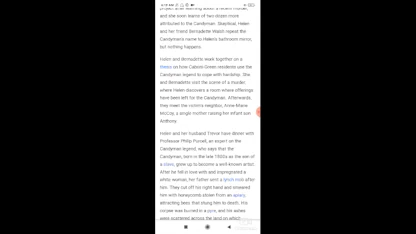 and she soon learns of two dozen more
attributed to the Candyman. Skeptical, Helen
and her friend Bernadette Walsh repeat the
Candyman's name to Helen's bathroom mirror,
but nothing happens.
Helen and Bernadette work together on a
thesis on how Cabrini-Green residents use the
Candyman legend to cope with hardship. She
and Bernadette visit the scene of a murder,
where Helen discovers a room where offerings
have been left for the Candyman. Afterwards,
they meet the victim's neighbor, Anne-Marie
McCoy, a single mother raising her infant son
Anthony.
Helen and her husband Trevor have dinner with
Professor Philip Purcell, an expert on the
Candyman legend, who says that the
Candyman, born in the late 1800s as the son of
a slave, grew up to become a well-known artist.
After he fell in love with and impregnated a
white woman, her father sent a lynch mob after
him. They cut off his right hand and smeared
him with honeycomb stolen from an apiary,
attracting bees that stung him to death. His
corpse was burned in a pyre, and his ashes
were scattered across the land on which